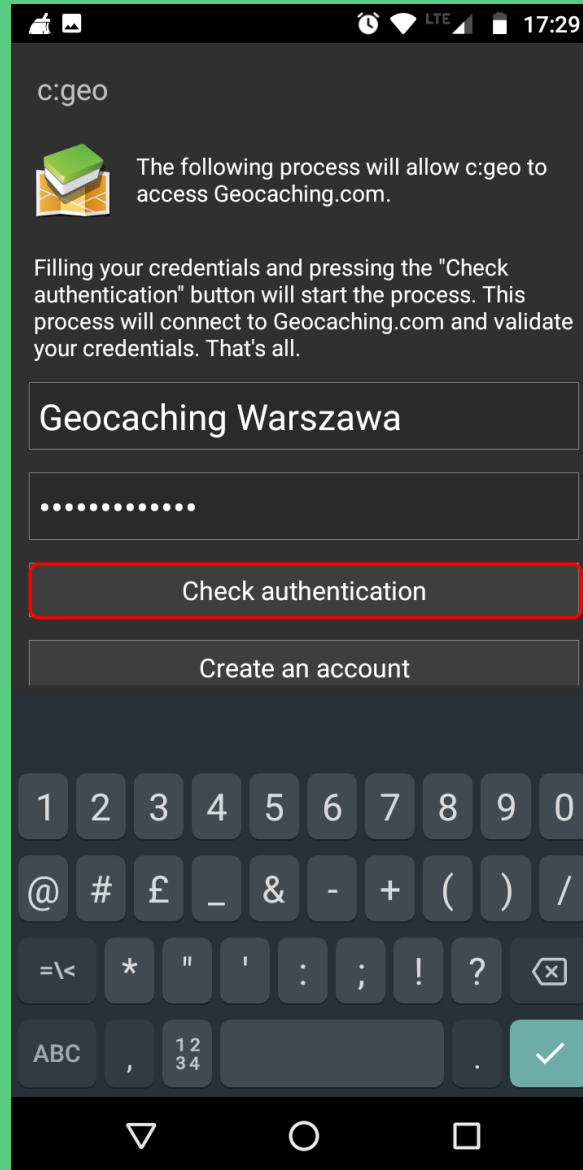 LTE 17:29
c:geo
The following process will allow c:geo to
access Geocaching.com.
Filling your credentials and pressing the "Check
authentication" button will start the process. This
process will connect to Geocaching.com and validate
your credentials. That's all.
Geocaching Warszawa
•••••••••••••
Check authentication
Create an account
1 2 3 4 5 6 7 8 9 0
@ # £ _ & - + ( ) /
=\< * " ' : ; ! ?
ABC , 12 .
34